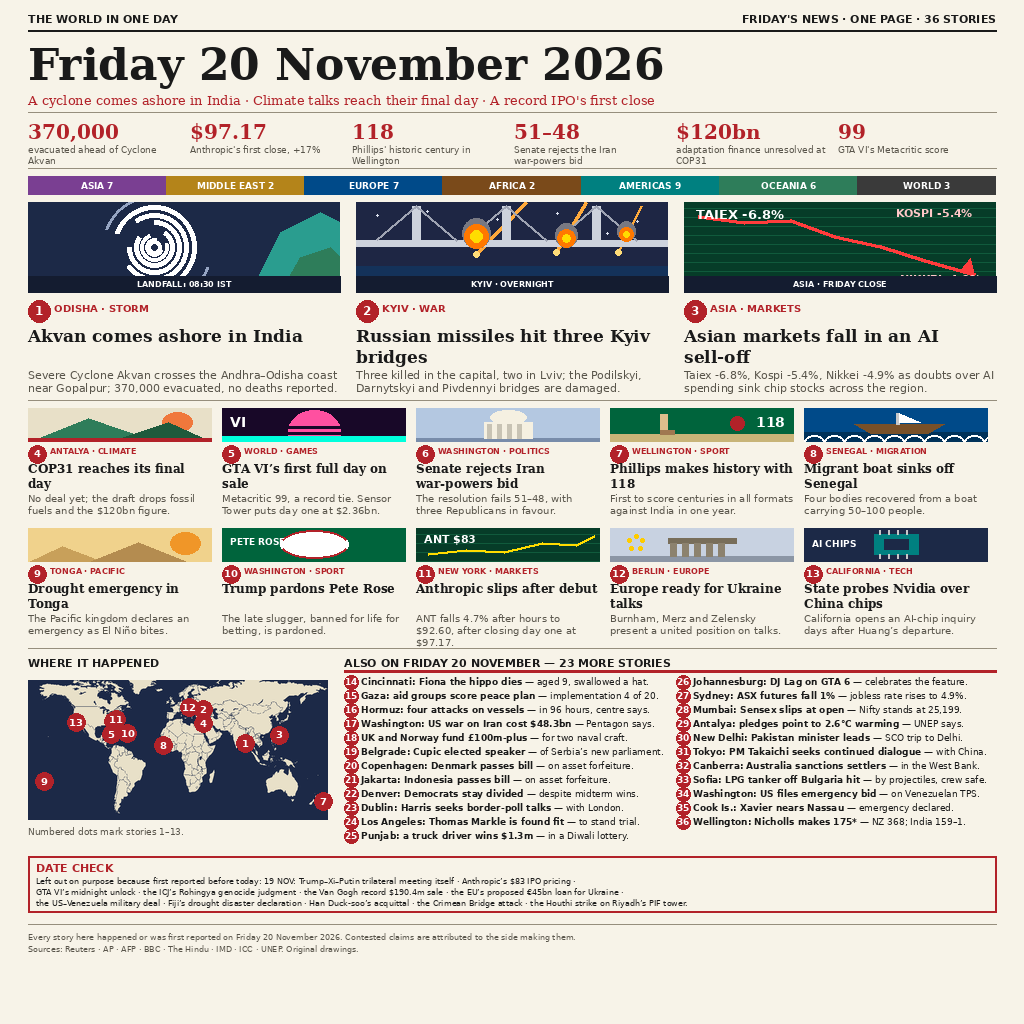 THE WORLD IN ONE DAY
FRIDAY'S NEWS · ONE PAGE · 36 STORIES
Friday 20 November 2026
A cyclone comes ashore in India · Climate talks reach their final day · A record IPO's first close
370,000
evacuated ahead of Cyclone
Akvan
$97.17
Anthropic's first close, +17%
118
Phillips' historic century in
Wellington
51–48
Senate rejects the Iran
war-powers bid
$120bn
adaptation finance unresolved at
COP31
99
GTA VI's Metacritic score
ASIA 7
MIDDLE EAST 2
EUROPE 7
AFRICA 2
AMERICAS 9
OCEANIA 6
WORLD 3
LANDFALL · 08:30 IST
KYIV · OVERNIGHT
TAIEX -6.8%
KOSPI -5.4%
ASIA · FRIDAY CLOSE
1 ODISHA · STORM
Akvan comes ashore in India
Severe Cyclone Akvan crosses the Andhra–Odisha coast
near Gopalpur; 370,000 evacuated, no deaths reported.
2 KYIV · WAR
Russian missiles hit three Kyiv
bridges
Three killed in the capital, two in Lviv; the Podilskyi,
Darnytskyi and Pivdennyi bridges are damaged.
3 ASIA · MARKETS
Asian markets fall in an AI
sell-off
Taiex -6.8%, Kospi -5.4%, Nikkei -4.9% as doubts over AI
spending sink chip stocks across the region.
4 ANTALYA · CLIMATE
COP31 reaches its final
day
No deal yet; the draft drops fossil
fuels and the $120bn figure.
VI
5 WORLD · GAMES
GTA VI’s first full day on
sale
Metacritic 99, a record tie. Sensor
Tower puts day one at $2.36bn.
6 WASHINGTON · POLITICS
Senate rejects Iran
war-powers bid
The resolution fails 51–48, with
three Republicans in favour.
118
7 WELLINGTON · SPORT
Phillips makes history with
118
First to score centuries in all formats
against India in one year.
8 SENEGAL · MIGRATION
Migrant boat sinks off
Senegal
Four bodies recovered from a boat
carrying 50–100 people.
9 TONGA · PACIFIC
Drought emergency in
Tonga
The Pacific kingdom declares an
emergency as El Niño bites.
PETE ROSE
10 WASHINGTON · SPORT
Trump pardons Pete Rose
The late slugger, banned for life for
betting, is pardoned.
ANT $83
11 NEW YORK · MARKETS
Anthropic slips after debut
ANT falls 4.7% after hours to
$92.60, after closing day one at
$97.17.
12 BERLIN · EUROPE
Europe ready for Ukraine
talks
Burnham, Merz and Zelensky
present a united position on talks.
AI CHIPS
13 CALIFORNIA · TECH
State probes Nvidia over
China chips
California opens an AI-chip inquiry
days after Huang’s departure.
WHERE IT HAPPENED
13
11
5
10
12
2
4
8
1
3
9
7
Numbered dots mark stories 1–13.
ALSO ON FRIDAY 20 NOVEMBER — 23 MORE STORIES
14 Cincinnati: Fiona the hippo dies — aged 9, swallowed a hat.
15 Gaza: aid groups score peace plan — implementation 4 of 20.
16 Hormuz: four attacks on vessels — in 96 hours, centre says.
17 Washington: US war on Iran cost $48.3bn — Pentagon says.
18 UK and Norway fund £100m-plus — for two naval craft.
19 Belgrade: Cupic elected speaker — of Serbia’s new parliament.
20 Copenhagen: Denmark passes bill — on asset forfeiture.
21 Jakarta: Indonesia passes bill — on asset forfeiture.
22 Denver: Democrats stay divided — despite midterm wins.
23 Dublin: Harris seeks border-poll talks — with London.
24 Los Angeles: Thomas Markle is found fit — to stand trial.
25 Punjab: a truck driver wins $1.3m — in a Diwali lottery.
26 Johannesburg: DJ Lag on GTA 6 — celebrates the feature.
27 Sydney: ASX futures fall 1% — jobless rate rises to 4.9%.
28 Mumbai: Sensex slips at open — Nifty stands at 25,199.
29 Antalya: pledges point to 2.6°C warming — UNEP says.
30 New Delhi: Pakistan minister leads — SCO trip to Delhi.
31 Tokyo: PM Takaichi seeks continued dialogue — with China.
32 Canberra: Australia sanctions settlers — in the West Bank.
33 Sofia: LPG tanker off Bulgaria hit — by projectiles, crew safe.
34 Washington: US files emergency bid — on Venezuelan TPS.
35 Cook Is.: Xavier nears Nassau — emergency declared.
36 Wellington: Nicholls makes 175* — NZ 368; India 159–1.
DATE CHECK
Left out on purpose because first reported before today: 19 NOV: Trump–Xi–Putin trilateral meeting itself · Anthropic's $83 IPO pricing ·
GTA VI's midnight unlock · the ICJ's Rohingya genocide judgment · the Van Gogh record $190.4m sale · the EU's proposed €45bn loan for Ukraine ·
the US–Venezuela military deal · Fiji's drought disaster declaration · Han Duck-soo's acquittal · the Crimean Bridge attack · the Houthi strike on Riyadh's PIF tower.
Every story here happened or was first reported on Friday 20 November 2026. Contested claims are attributed to the side making them.
Sources: Reuters · AP · AFP · BBC · The Hindu · IMD · ICC · UNEP. Original drawings.